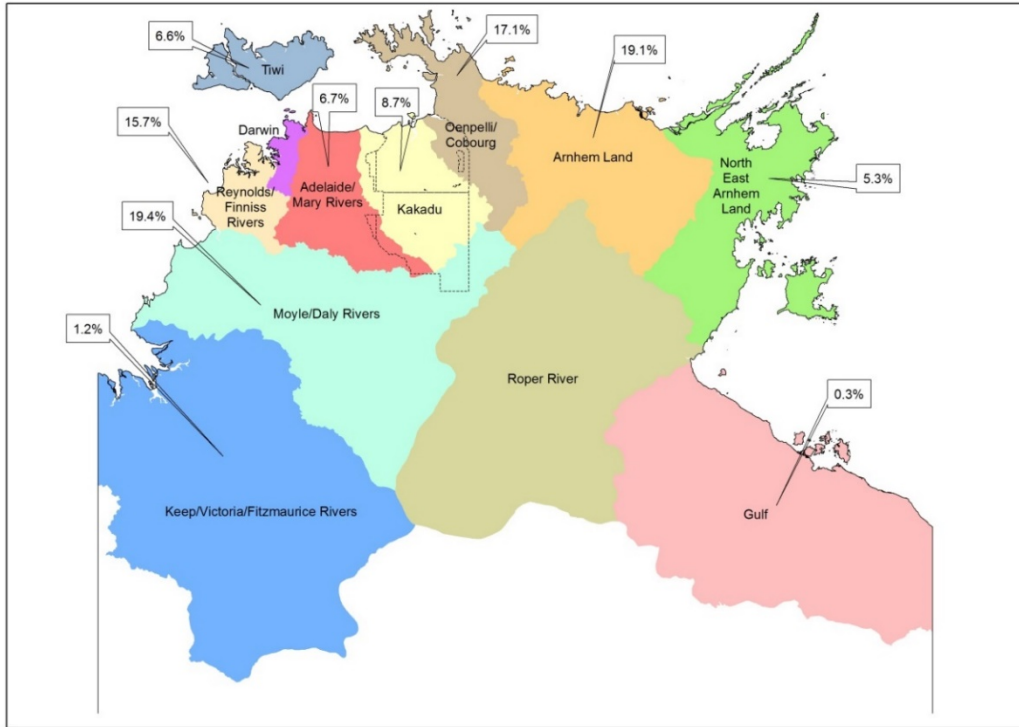 17.1%
6.6%
19.1%
Tiwi
6.7%
8.7%
15.7%
Darwin
Oenpelli/
Cobourg
Arnhem Land
North
East
Arnhem
Land
5.3%
Adelaide/
Mary Rivers
Reynolds/
Finniss
Rivers
Kakadu
19.4%
Moyle/Daly Rivers
1.2%
Roper River
0.3%
Keep/Victoria/Fitzmaurice Rivers
Gulf